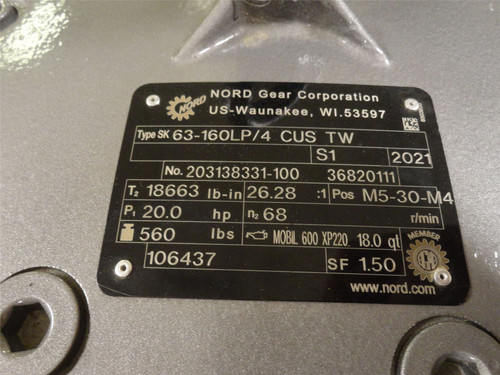 NORD Gear Corporation
NORD
US-Waunakee, WI.53597
Type SK 63-160LP/4 CUS TW
S1 2021
No. 203138331-100 36820111
T2 18663 lb-in 26.28 :1 Pos M5-30-M4
P1 20.0 hp n2 68 r/min
560 lbs MOBIL 600 XP220 18.0 qt
106437 SF 1.50
MEMBER
www.nord.com